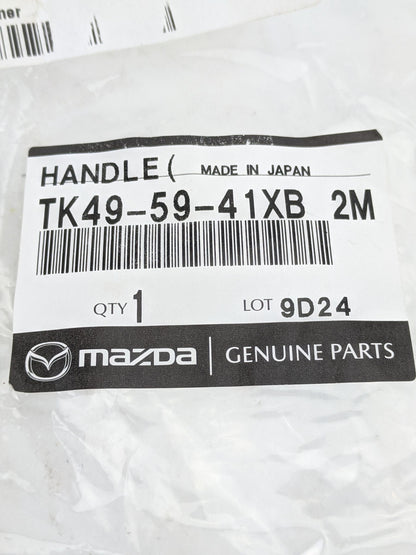 HANDLE ( MADE IN JAPAN
TK49-59-41XB 2M
QTY 1 LOT 9D24
mazda | GENUINE PARTS